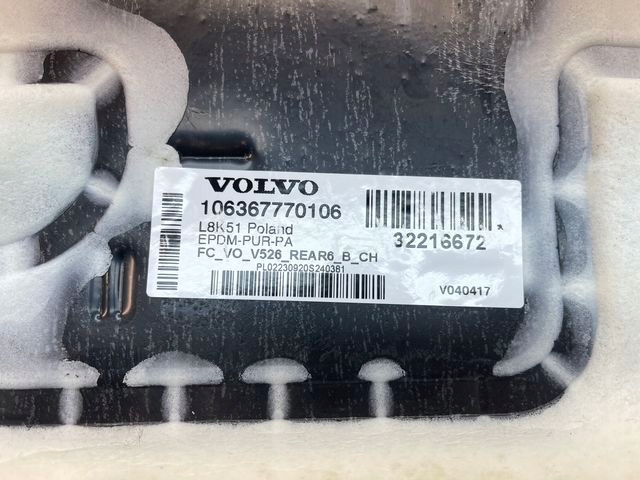 VOLVO
106367770106
L8K51 Poland
EPDM-PUR-PA
32216672
FC_VO_V526_REAR6_B_CH
PL02230920S240381
V040417